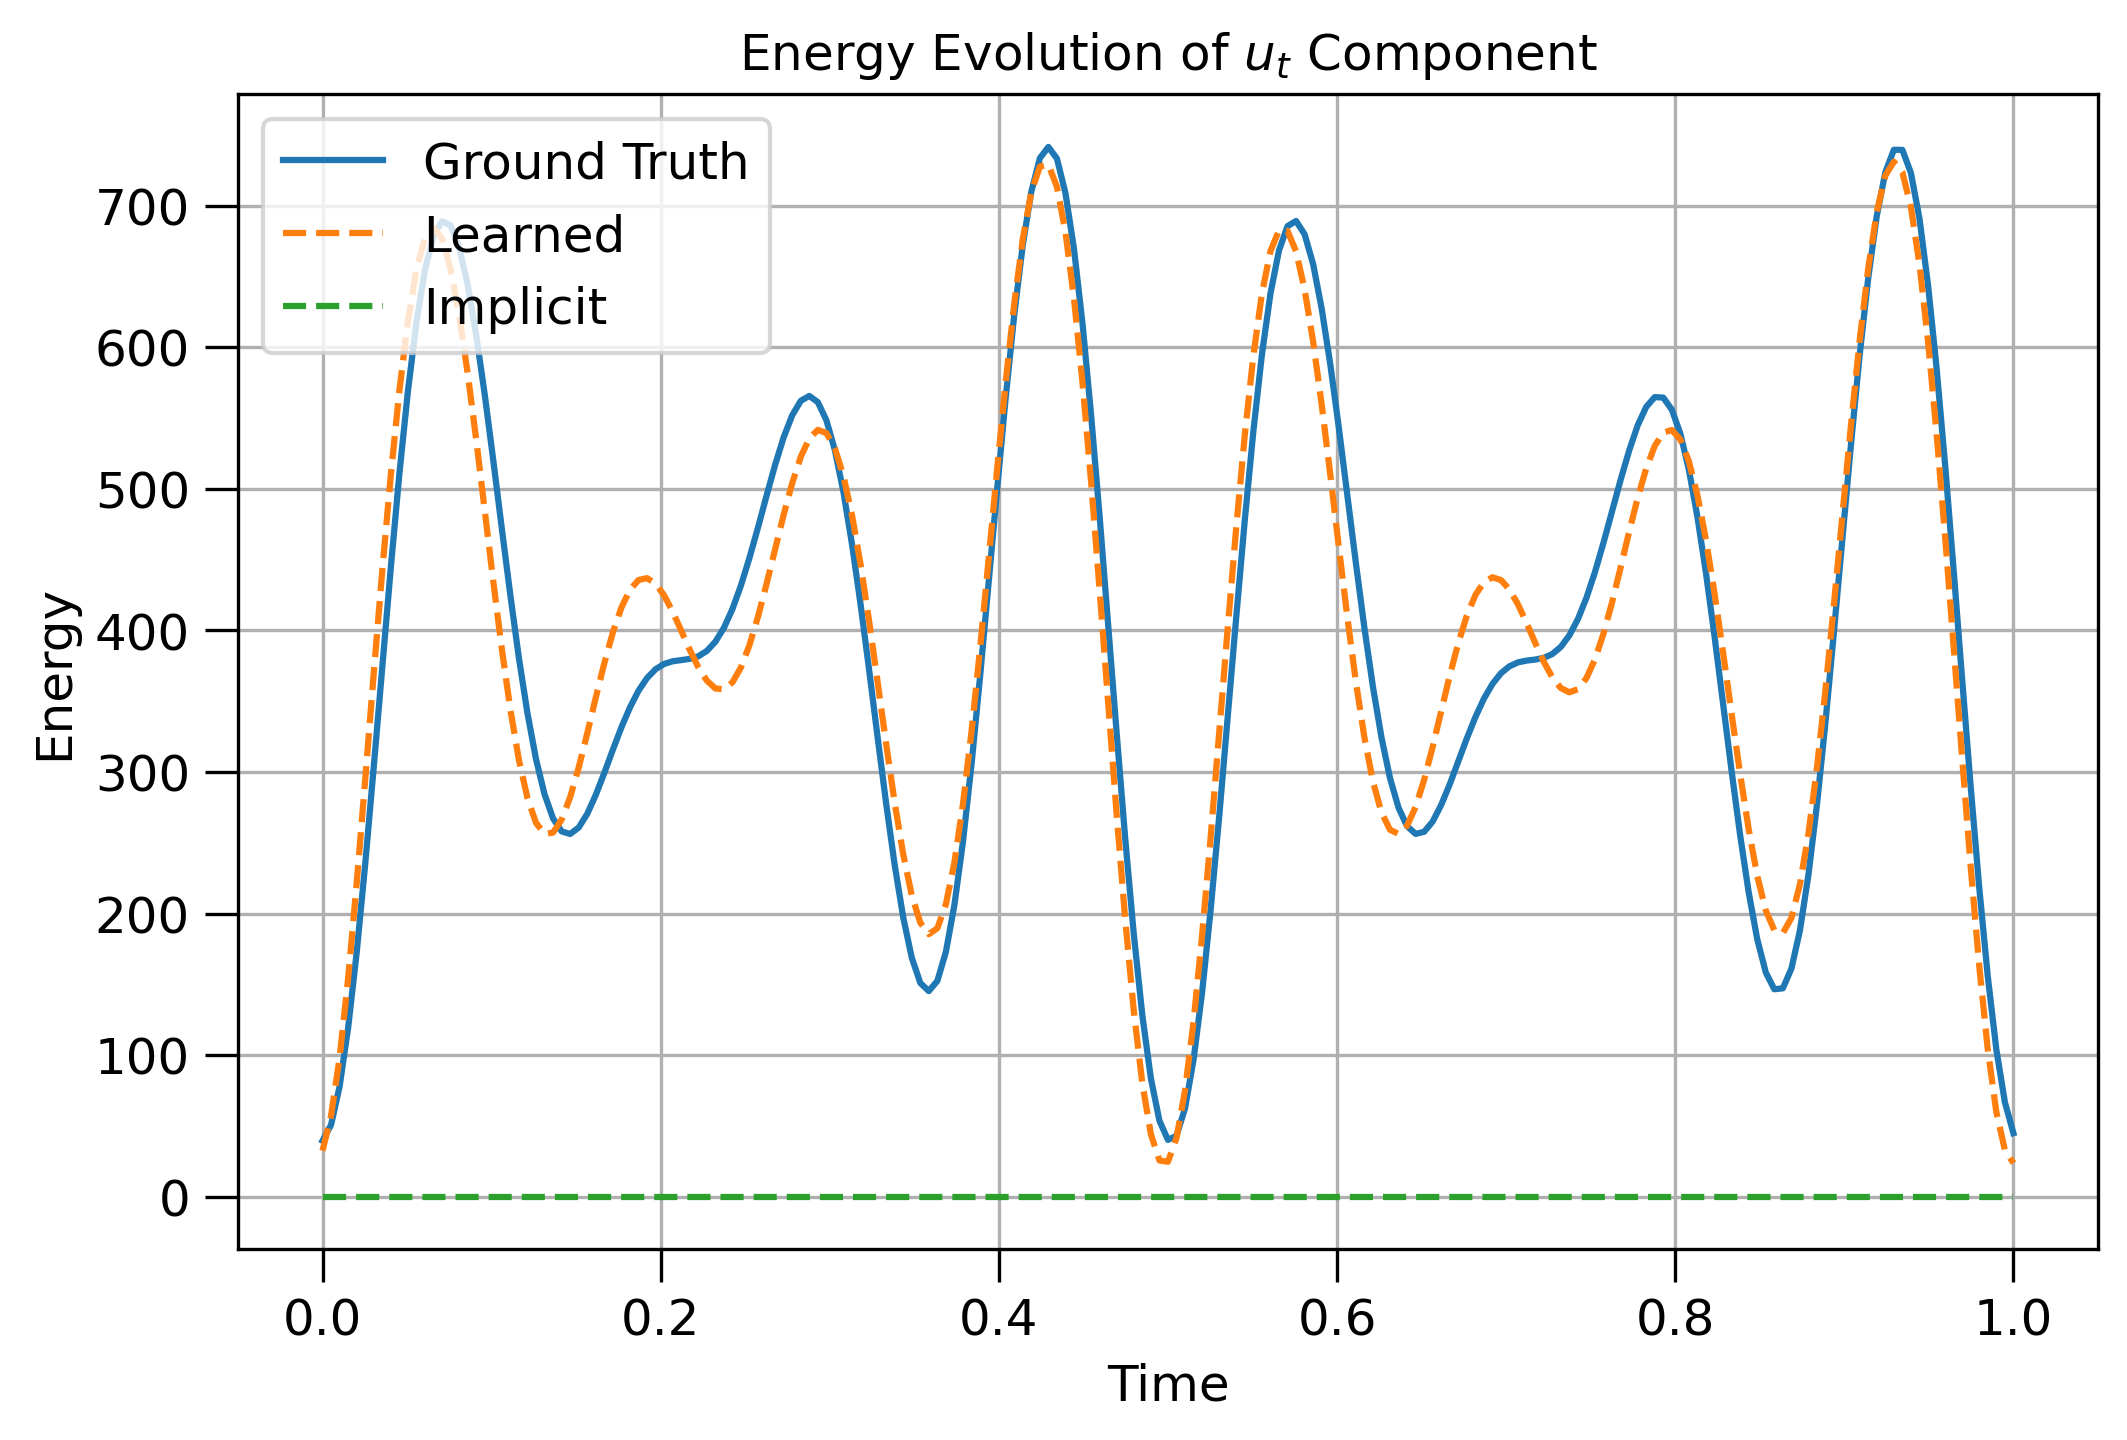 Energy Evolution of u_t Component
Ground Truth
Learned
Implicit
Energy
700
600
500
400
300
200
100
0
0.0 0.2 0.4 0.6 0.8 1.0
Time